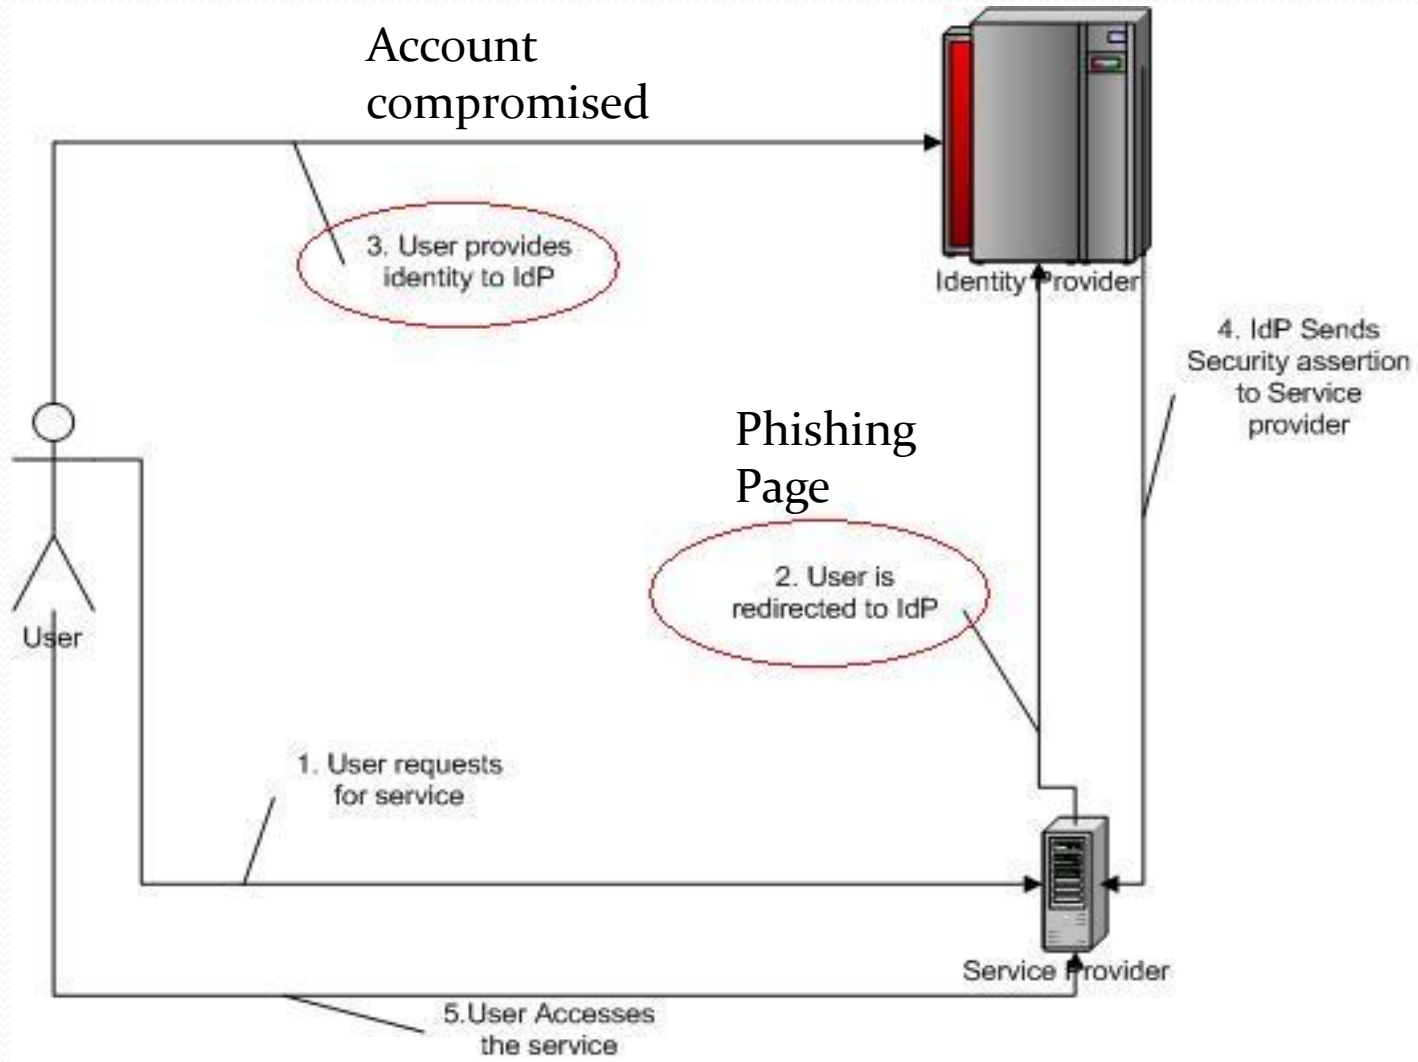 Account
compromised
3. User provides
identity to IdP
Identity Provider
4. IdP Sends
Security assertion
to Service
provider
Phishing
Page
2. User is
redirected to IdP
User
1. User requests
for service
Service Provider
5.User Accesses
the service